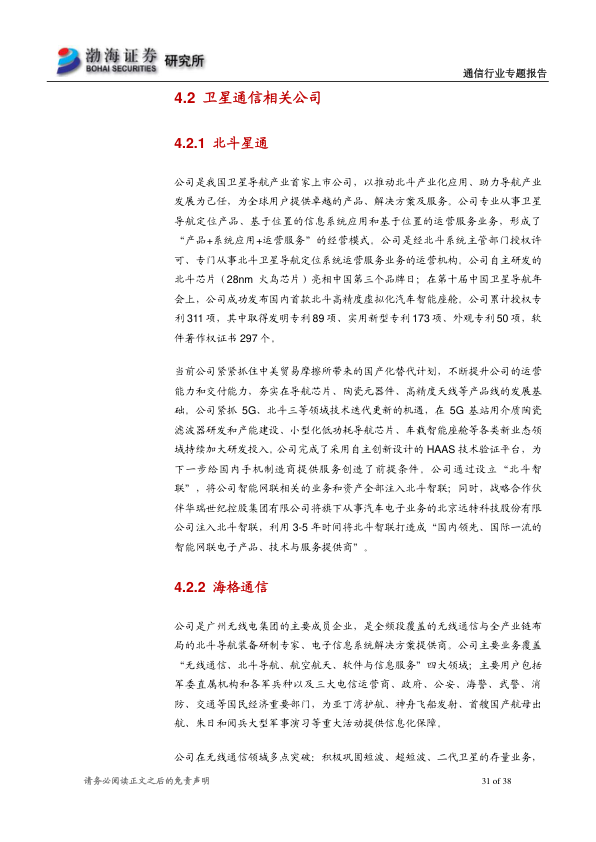 渤海证券 研究所
BOHAI SECURITIES
通信行业专题报告
4.2 卫星通信相关公司
4.2.1 北斗星通
公司是我国卫星导航产业首家上市公司，以推动北斗产业化应用、助力导航产业
发展为己任，为全球用户提供卓越的产品、解决方案及服务。公司专业从事卫星
导航定位产品、基于位置的信息系统应用和基于位置的运营服务业务，形成了
“产品+系统应用+运营服务”的经营模式。公司是经北斗系统主管部门授权许
可、专门从事北斗卫星导航定位系统运营服务业务的运营机构。公司自主研发的
北斗芯片（28nm 火鸟芯片）亮相中国第三个品牌日；在第十届中国卫星导航年
会上，公司成功发布国内首款北斗高精度虚拟化汽车智能座舱。公司累计授权专
利 311 项，其中取得发明专利 89 项、实用新型专利 173 项、外观专利 50 项，软
件著作权证书 297 个。
当前公司紧紧抓住中美贸易摩擦所带来的国产化替代计划，不断提升公司的运营
能力和交付能力，夯实在导航芯片、陶瓷元器件、高精度天线等产品线的发展基
础。公司紧抓 5G、北斗三等领域技术迭代更新的机遇，在 5G 基站用介质陶瓷
滤波器研发和产能建设、小型化低功耗导航芯片、车载智能座舱等各类新业态领
域持续加大研发投入。公司完成了采用自主创新设计的 HAAS 技术验证平台，为
下一步给国内手机制造商提供服务创造了前提条件。公司通过设立“北斗智
联”，将公司智能网联相关的业务和资产全部注入北斗智联；同时，战略合作伙
伴华瑞世纪控股集团有限公司将旗下从事汽车电子业务的北京远特科技股份有限
公司注入北斗智联，利用 3-5 年时间将北斗智联打造成“国内领先、国际一流的
智能网联电子产品、技术与服务提供商”。
4.2.2 海格通信
公司是广州无线电集团的主要成员企业，是全频段覆盖的无线通信与全产业链布
局的北斗导航装备研制专家、电子信息系统解决方案提供商。公司主要业务覆盖
“无线通信、北斗导航、航空航天、软件与信息服务”四大领域；主要用户包括
军委直属机构和各军兵种以及三大电信运营商、政府、公安、海警、武警、消
防、交通等国民经济重要部门，为亚丁湾护航、神舟飞船发射、首艘国产航母出
航、朱日和阅兵大型军事演习等重大活动提供信息化保障。
公司在无线通信领域多点突破：积极巩固短波、超短波、二代卫星的存量业务，
请务必阅读正文之后的免责声明
31 of 38